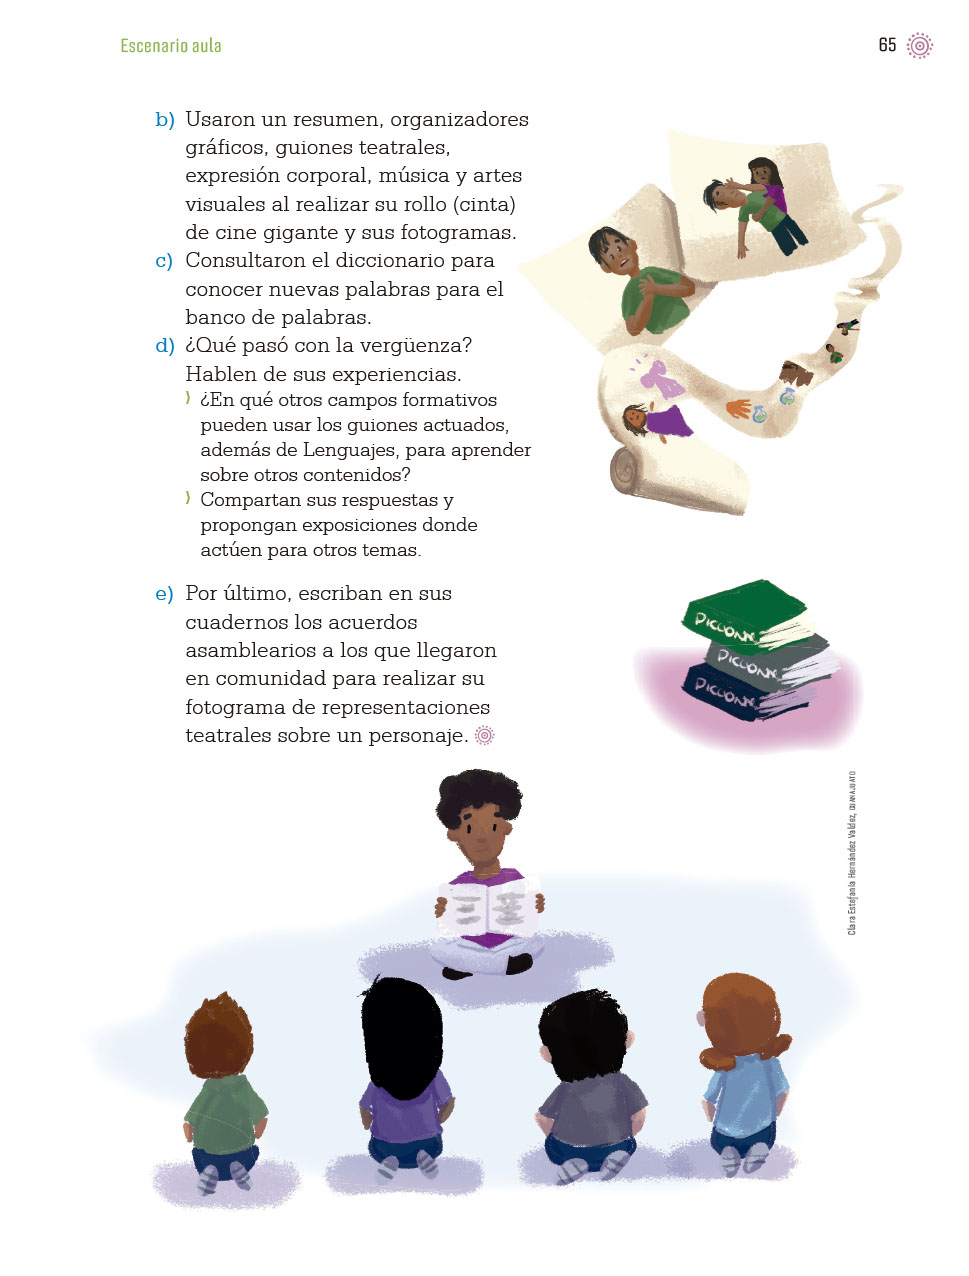 Escenario aula
65
b) Usaron un resumen, organizadores
gráficos, guiones teatrales,
expresión corporal, música y artes
visuales al realizar su rollo (cinta)
de cine gigante y sus fotogramas.
c) Consultaron el diccionario para
conocer nuevas palabras para el
banco de palabras.
d) ¿Qué pasó con la vergüenza?
Hablen de sus experiencias.
⟩ ¿En qué otros campos formativos
pueden usar los guiones actuados,
además de Lenguajes, para aprender
sobre otros contenidos?
⟩ Compartan sus respuestas y
propongan exposiciones donde
actúen para otros temas.
e) Por último, escriban en sus
cuadernos los acuerdos
asamblearios a los que llegaron
en comunidad para realizar su
fotograma de representaciones
teatrales sobre un personaje.
Clara Estefanía Hernández Valdez, GUANAJUATO